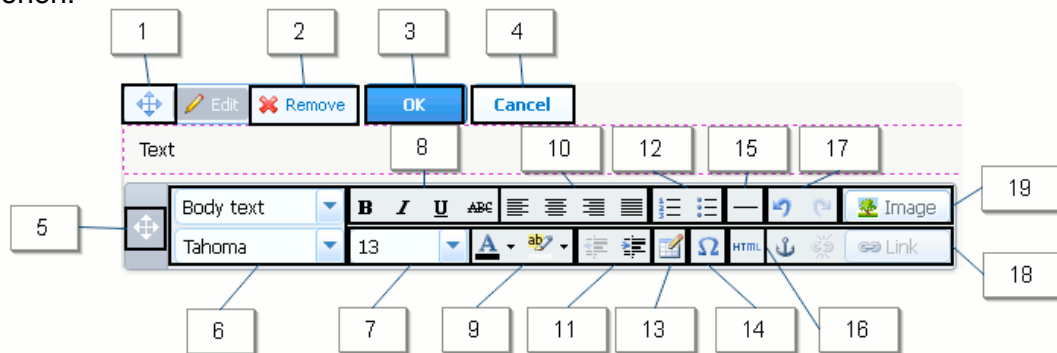 1 2 3 4
Edit Remove OK Cancel
Text
8 10 12 15 17
19
5
Body text B I U ABC Image
Tahoma 13 A ab Ω HTML Link
18
6 7 9 11 13 14 16